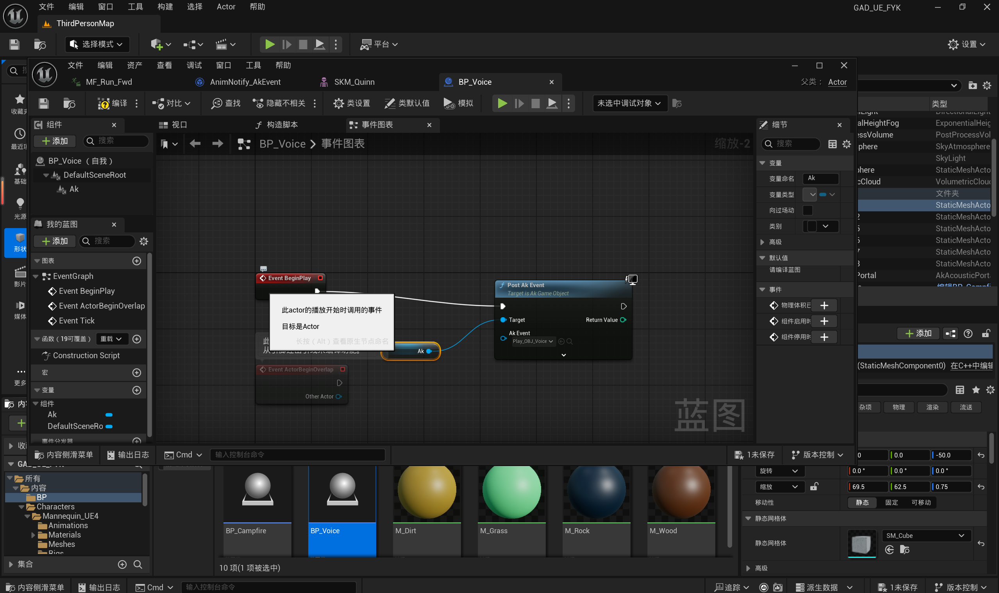 文件 编辑 窗口 工具 构建 选择 Actor 帮助
GAD_UE_FYK
ThirdPersonMap
选择模式
平台
设置
文件 编辑 资产 查看 调试 窗口 工具 帮助
MF_Run_Fwd
AnimNotify_AkEvent
SKM_Quinn
BP_Voice
父类： Actor
编译
对比
查找
隐藏不相关
类设置
类默认值
模拟
未选中调试对象
类型
收藏夹
最近项
基础
光源
形状
影片
媒体
更多
组件
添加
搜索
BP_Voice （自我）
DefaultSceneRoot
Ak
我的蓝图
添加
搜索
图表
EventGraph
Event BeginPlay
Event ActorBeginOverlap
Event Tick
函数（19可覆盖） 重载
Construction Script
宏
变量
组件
Ak
DefaultSceneRo
事件分发器
视口
构造脚本
事件图表
BP_Voice 事件图表
缩放-2
Event BeginPlay
此actor的播放开始时调用的事件
目标是Actor
长按（Alt）查看原生节点命名
Ak
Event ActorBeginOverlap
Other Actor
Post Ak Event
Target is Ak Game Object
Target
Return Value
Ak Event
Play_OBJ_Voice
蓝图
细节
搜索
变量
变量命名 Ak
变量类型
向过场动
类别
高级
默认值
请编译蓝图
事件
物理体积已
组件启用时
组件停用时
alHeightFog ExponentialHeig
essVolume PostProcessVol
phere SkyAtmosphere
SkyLight
phere StaticMeshActo
cCloud VolumetricClou
文件夹
StaticMeshActo
2 StaticMeshActo
5 StaticMeshActo
6 StaticMeshActo
7 StaticMeshActo
8 StaticMeshActo
Portal AkAcousticPort
添加
(StaticMeshComponent0) 在C++中编辑
杂项 物理 渲染 流送
内容侧滑菜单
输出日志
Cmd
输入控制台命令
1未保存
版本控制
GAD_UE_FYK
所有
内容
BP
Characters
Mannequin_UE4
Animations
Materials
Meshes
Rigs
集合
BP_Campfire
BP_Voice
M_Dirt
M_Grass
M_Rock
M_Wood
10 项(1 项被选中)
0 0.0 -50.0
旋转 0.0 ° 0.0 ° 0.0 °
缩放 69.5 62.5 0.75
移动性 静态 固定 可移动
静态网格体
静态网格体 SM_Cube
高级
内容侧滑菜单
输出日志
Cmd
输入控制台命令
追踪
派生数据
1未保存
版本控制